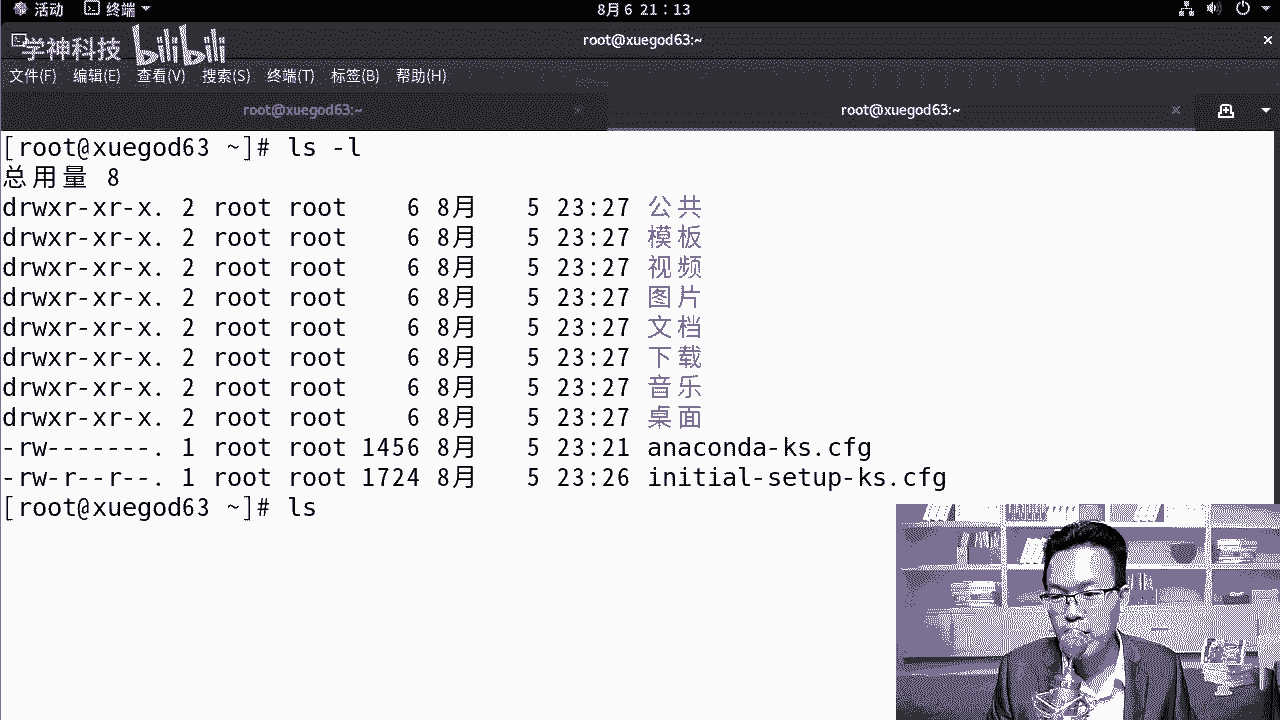 活动 终端 8月6 21：13
学神科技 bilibili root@xuegod63:~
文件(F) 编辑(E) 查看(V) 搜索(S) 终端(T) 标签(B) 帮助(H)
root@xuegod63:~ root@xuegod63:~
[root@xuegod63 ~]# ls -l
总用量 8
drwxr-xr-x. 2 root root    6 8月   5 23:27 公共
drwxr-xr-x. 2 root root    6 8月   5 23:27 模板
drwxr-xr-x. 2 root root    6 8月   5 23:27 视频
drwxr-xr-x. 2 root root    6 8月   5 23:27 图片
drwxr-xr-x. 2 root root    6 8月   5 23:27 文档
drwxr-xr-x. 2 root root    6 8月   5 23:27 下载
drwxr-xr-x. 2 root root    6 8月   5 23:27 音乐
drwxr-xr-x. 2 root root    6 8月   5 23:27 桌面
-rw-------. 1 root root 1456 8月   5 23:21 anaconda-ks.cfg
-rw-r--r--. 1 root root 1724 8月   5 23:26 initial-setup-ks.cfg
[root@xuegod63 ~]# ls